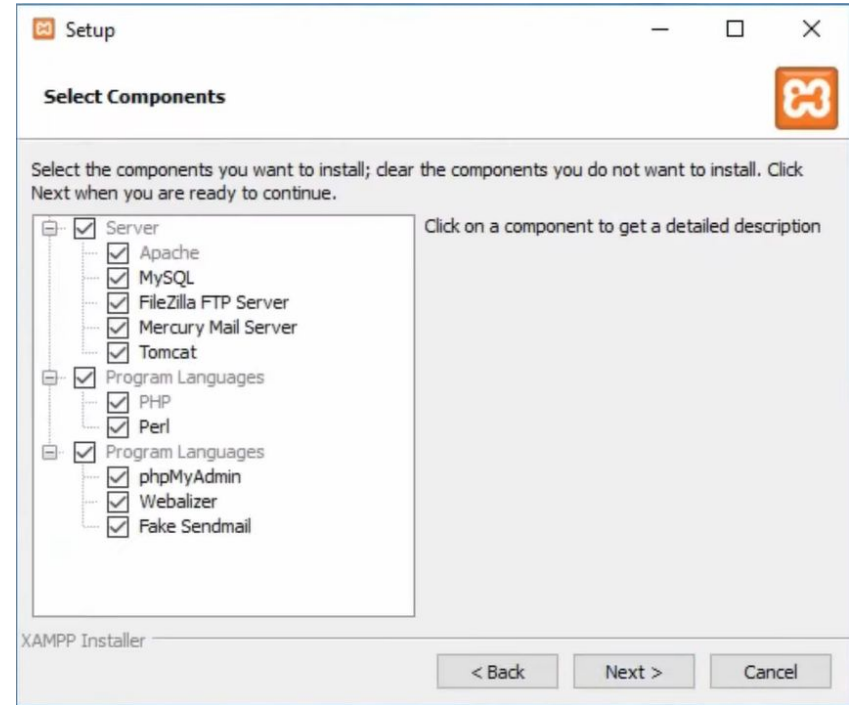 Setup
Select Components
Select the components you want to install; clear the components you do not want to install. Click
Next when you are ready to continue.
Server
Apache
MySQL
FileZilla FTP Server
Mercury Mail Server
Tomcat
Program Languages
PHP
Perl
Program Languages
phpMyAdmin
Webalizer
Fake Sendmail
Click on a component to get a detailed description
XAMPP Installer
< Back
Next >
Cancel